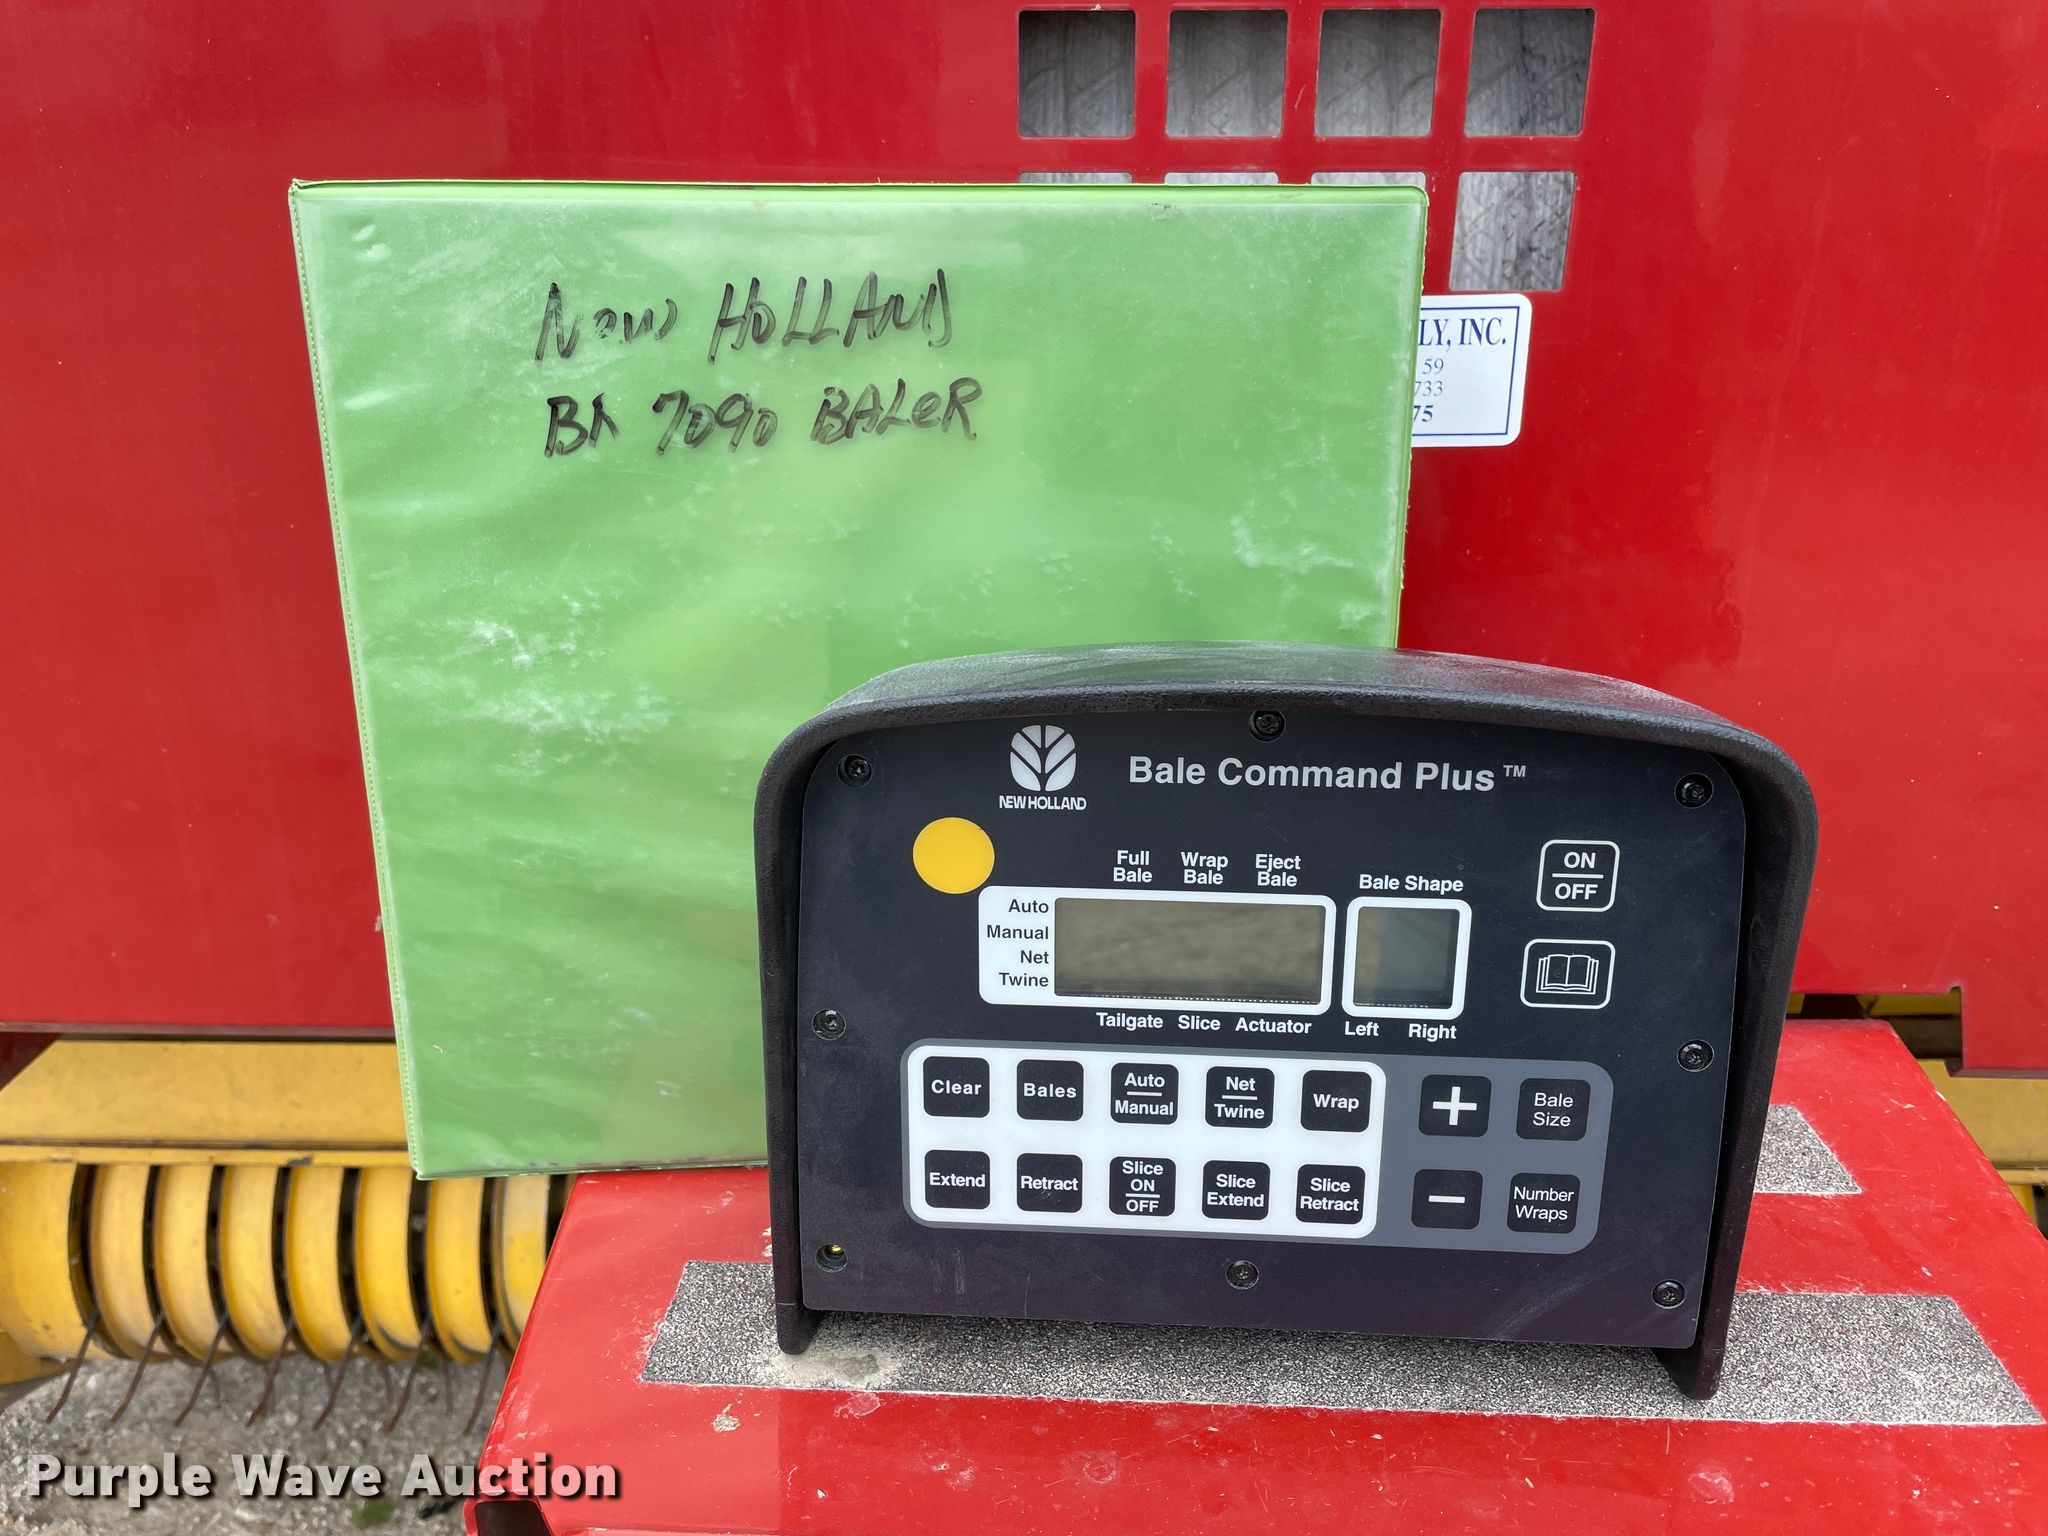 New HOLLAND
BR 7090 BALeR
LY, INC.
59
733
75
NEW HOLLAND
Bale Command Plus™
Full Bale
Wrap Bale
Eject Bale
Bale Shape
ON
OFF
Auto
Manual
Net
Twine
Tailgate Slice Actuator
Left Right
Clear
Bales
Auto
Manual
Net
Twine
Wrap
+
Bale Size
Extend
Retract
Slice
ON
OFF
Slice Extend
Slice Retract
−
Number Wraps
Purple Wave Auction